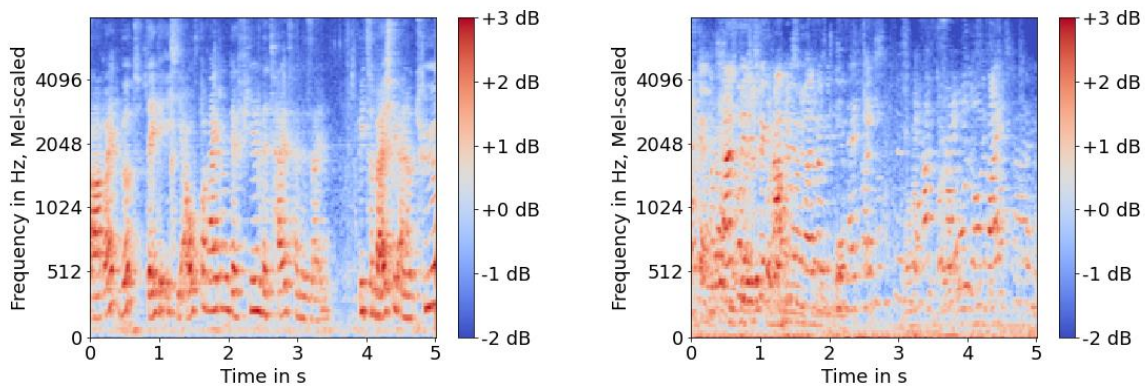 Frequency in Hz, Mel-scaled
4096
2048
1024
512
0
0 1 2 3 4 5
Time in s
+3 dB
+2 dB
+1 dB
+0 dB
-1 dB
-2 dB
Frequency in Hz, Mel-scaled
4096
2048
1024
512
0
0 1 2 3 4 5
Time in s
+3 dB
+2 dB
+1 dB
+0 dB
-1 dB
-2 dB